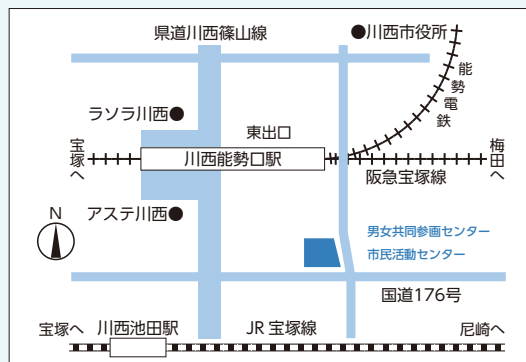 県道川西篠山線
●川西市役所
能勢電鉄
ラソラ川西●
東出口
宝塚へ
川西能勢口駅
梅田へ
阪急宝塚線
アステ川西●
N
男女共同参画センター
市民活動センター
国道176号
宝塚へ
川西池田駅
JR 宝塚線
尼崎へ